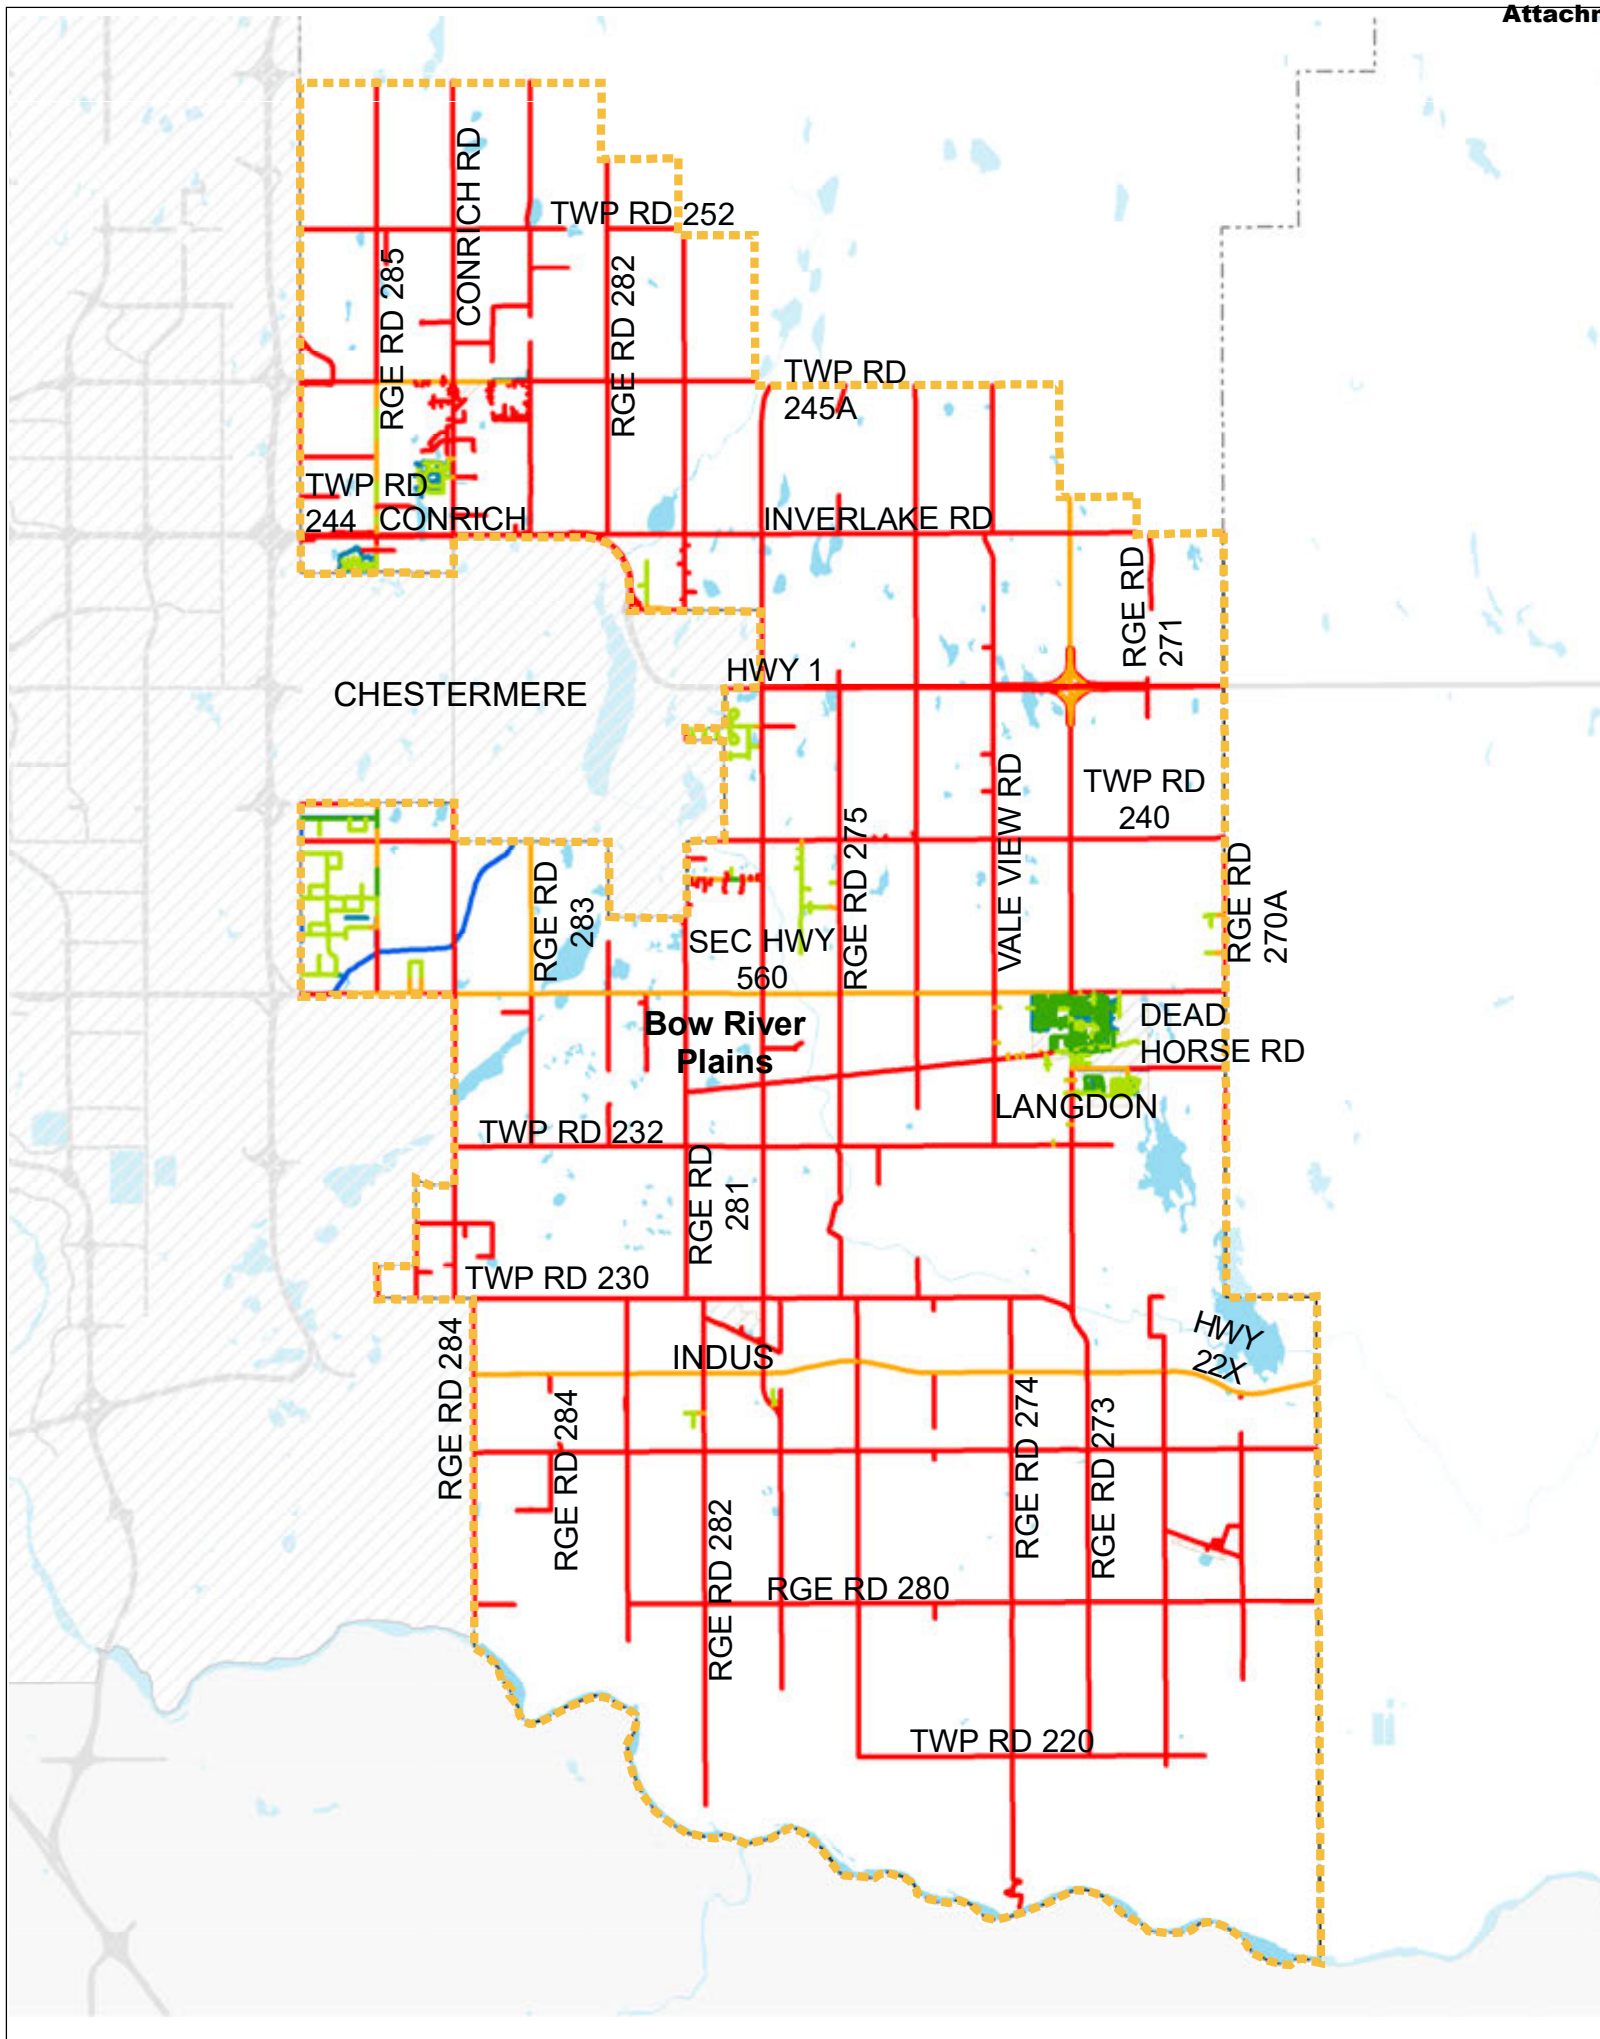 Attachr
CONRICH RD
TWP RD 252
RGE RD 285
RGE RD 282
TWP RD
245A
TWP RD
244
CONRICH
INVERLAKE RD
RGE RD
271
HWY 1
CHESTERMERE
TWP RD
240
VALE VIEW RD
RGE RD 275
RGE RD
283
RGE RD
270A
SEC HWY
560
Bow River
Plains
DEAD
HORSE RD
LANGDON
TWP RD 232
RGE RD
281
TWP RD 230
HWY
22X
RGE RD 284
INDUS
RGE RD 284
RGE RD 274
RGE RD 273
RGE RD 282
RGE RD 280
TWP RD 220